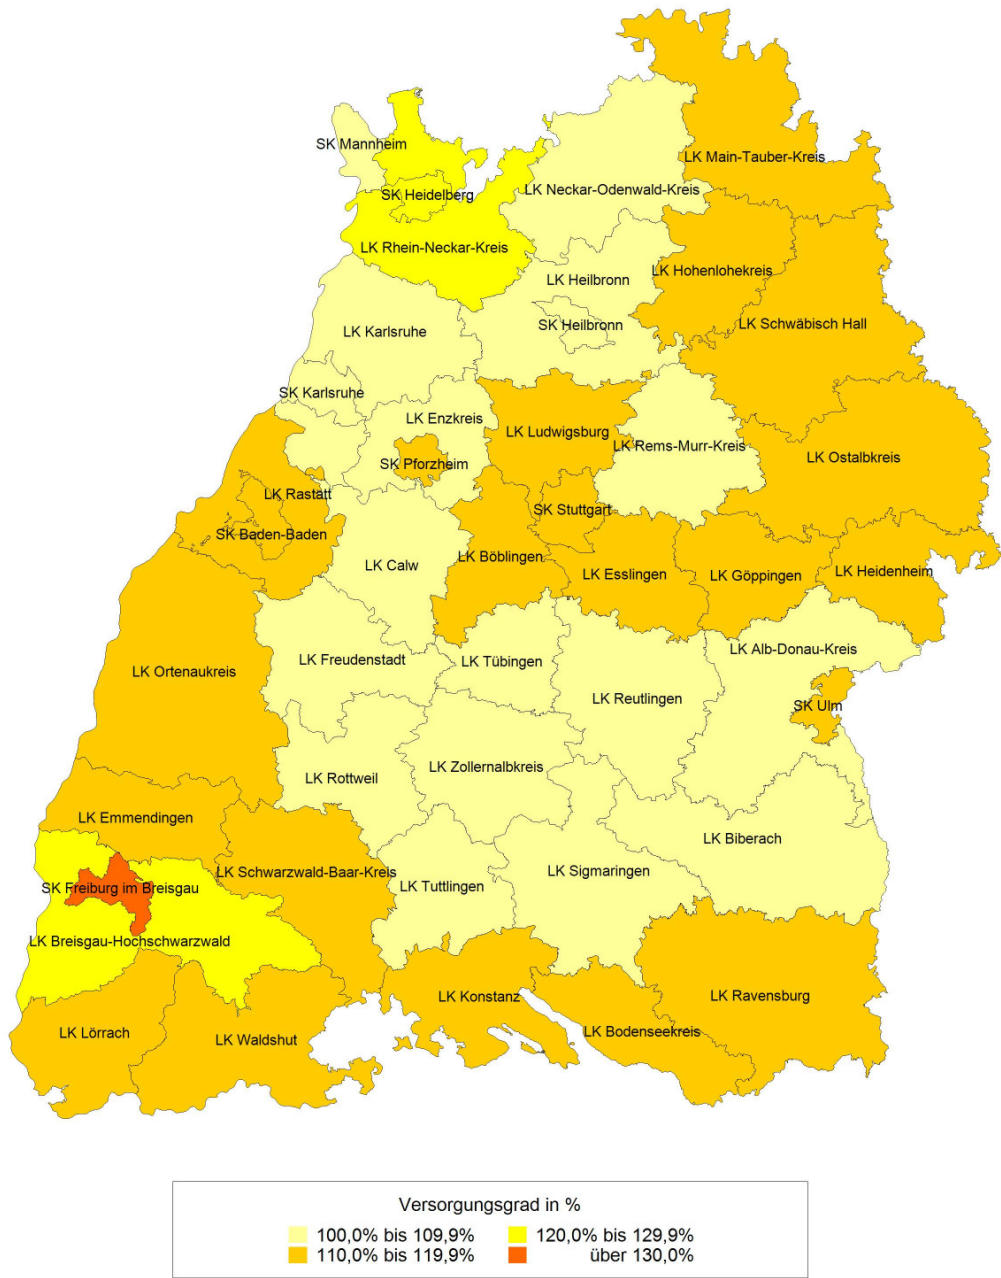 SK Mannheim
LK Main-Tauber-Kreis
SK Heidelberg
LK Neckar-Odenwald-Kreis
LK Rhein-Neckar-Kreis
LK Hohenlohekreis
LK Heilbronn
LK Karlsruhe
SK Heilbronn
LK Schwäbisch Hall
SK Karlsruhe
LK Enzkreis
LK Ludwigsburg
LK Rems-Murr-Kreis
LK Ostalbkreis
SK Pforzheim
LK Rastatt
SK Stuttgart
SK Baden-Baden
LK Calw
LK Böblingen
LK Esslingen
LK Göppingen
LK Heidenheim
LK Ortenaukreis
LK Freudenstadt
LK Tübingen
LK Alb-Donau-Kreis
LK Reutlingen
SK Ulm
LK Rottweil
LK Zollernalbkreis
LK Emmendingen
LK Biberach
LK Schwarzwald-Baar-Kreis
LK Sigmaringen
SK Freiburg im Breisgau
LK Tuttlingen
LK Breisgau-Hochschwarzwald
LK Konstanz
LK Ravensburg
LK Lörrach
LK Waldshut
LK Bodenseekreis
Versorgungsgrad in %
100,0% bis 109,9%
120,0% bis 129,9%
110,0% bis 119,9%
über 130,0%